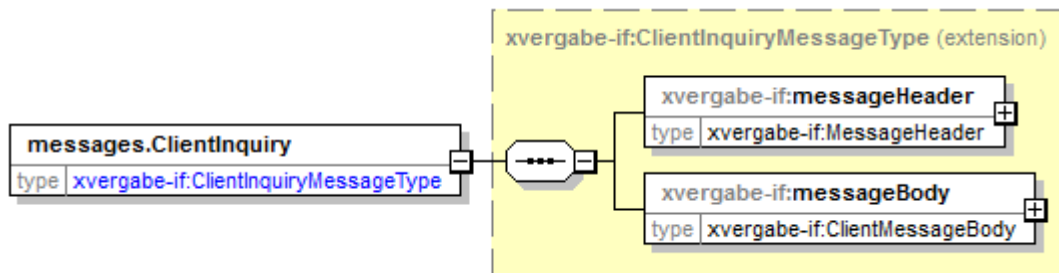 xvergabe-if:ClientInquiryMessageType (extension)
xvergabe-if:messageHeader
type xvergabe-if:MessageHeader
messages.ClientInquiry
type xvergabe-if:ClientInquiryMessageType
xvergabe-if:messageBody
type xvergabe-if:ClientMessageBody